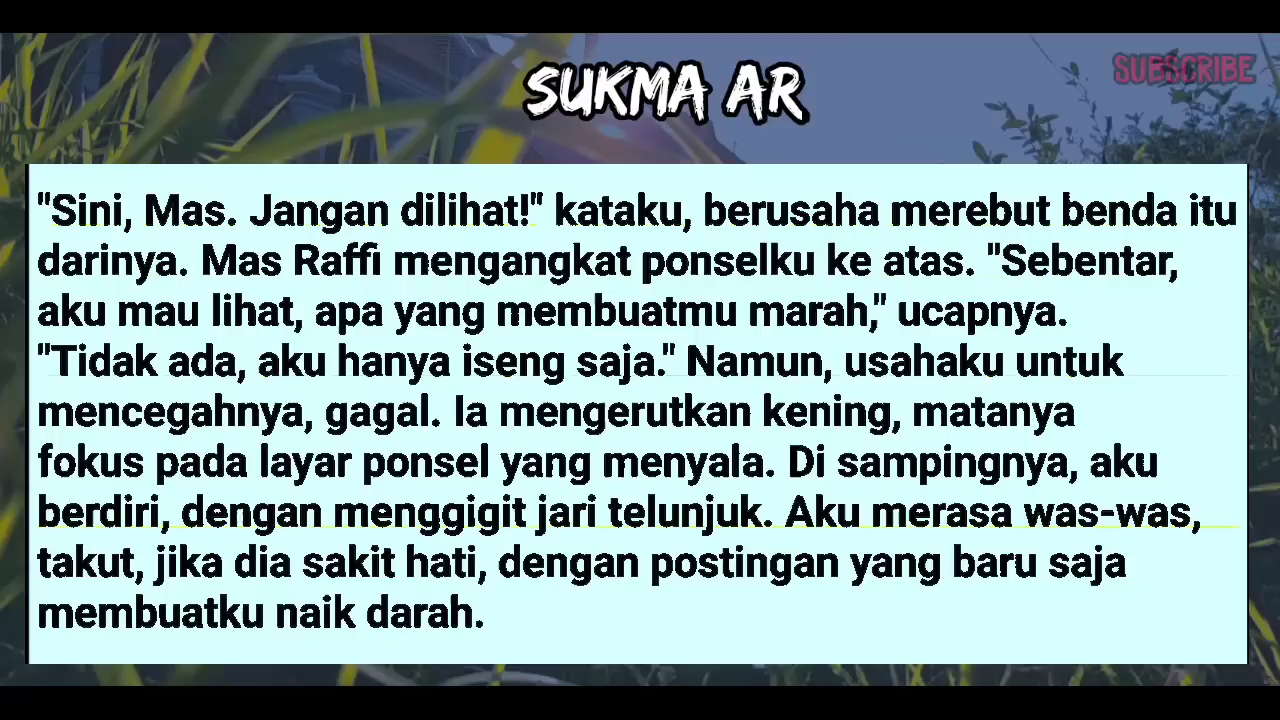 SUKMA AR
SUBSCRIBE
"Sini, Mas. Jangan dilihat!" kataku, berusaha merebut benda itu
darinya. Mas Raffi mengangkat ponselku ke atas. "Sebentar,
aku mau lihat, apa yang membuatmu marah," ucapnya.
"Tidak ada, aku hanya iseng saja." Namun, usahaku untuk
mencegahnya, gagal. Ia mengerutkan kening, matanya
fokus pada layar ponsel yang menyala. Di sampingnya, aku
berdiri, dengan menggigit jari telunjuk. Aku merasa was-was,
takut, jika dia sakit hati, dengan postingan yang baru saja
membuatku naik darah.